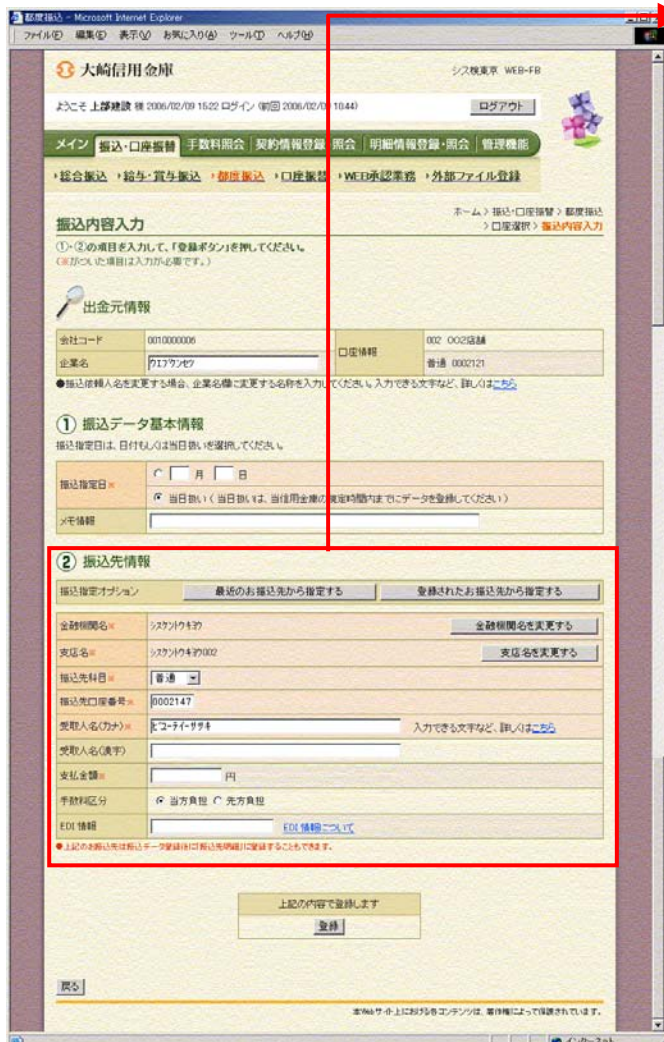 都度振込 - Microsoft Internet Explorer
ファイル(F) 編集(E) 表示(V) お気に入り(A) ツール(T) ヘルプ(H)
大崎信用金庫
シス検東京 WEB-FB
ようこそ 上部建設 様 2006/02/09 15:22 ログイン (前回 2006/02/09 10:44)
ログアウト
メイン 振込・口座振替 手数料照会 契約情報登録・照会 明細情報登録・照会 管理機能
総合振込 給与・賞与振込 都度振込 口座振替 WEB承認業務 外部ファイル登録
ホーム > 振込・口座振替 > 都度振込
> 口座選択 > 振込内容入力
振込内容入力
①・②の項目を入力して、「登録ボタン」を押してください。
(※がついた項目は入力が必要です。)
出金元情報
会社コード 0010000006 口座情報 002 002店舗
企業名 ウエブケンセツ 普通 0002121
●振込依頼人名を変更する場合、企業名欄に変更する名称を入力してください。入力できる文字など、詳しくはこちら
① 振込データ基本情報
振込指定日は、日付もしくは当日扱いを選択してください。
振込指定日※ 月 日
当日扱い(当日扱いは、当信用金庫の規定時間内までにデータを登録してください)
メモ情報
② 振込先情報
振込指定オプション 最近のお振込先から指定する 登録されたお振込先から指定する
金融機関名※ シスケントウキヨウ 金融機関名を変更する
支店名※ シスケントウキヨウ002 支店名を変更する
振込先科目※ 普通
振込先口座番号※ 0002147
受取人名(カナ)※ ビコーテイーササキ 入力できる文字など、詳しくはこちら
受取人名(漢字)
支払金額※ 円
手数料区分 当方負担 先方負担
EDI情報 EDI情報について
●上記のお振込先は振込データ登録後に「振込先明細」に登録することもできます。
上記の内容で登録します
登録
戻る
本Webサイト上における各コンテンツは、著作権によって保護されています。
インターネット